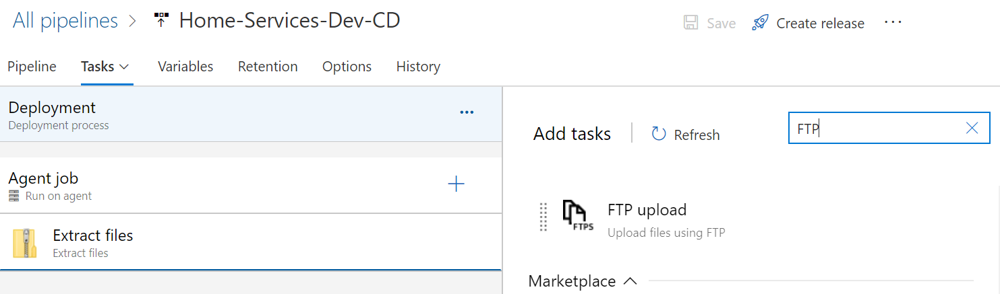 All pipelines > Home-Services-Dev-CD
Save Create release ...
Pipeline Tasks Variables Retention Options History
Deployment
Deployment process
...
Add tasks Refresh FTP
Agent job
Run on agent
Extract files
Extract files
FTPS
FTP upload
Upload files using FTP
Marketplace